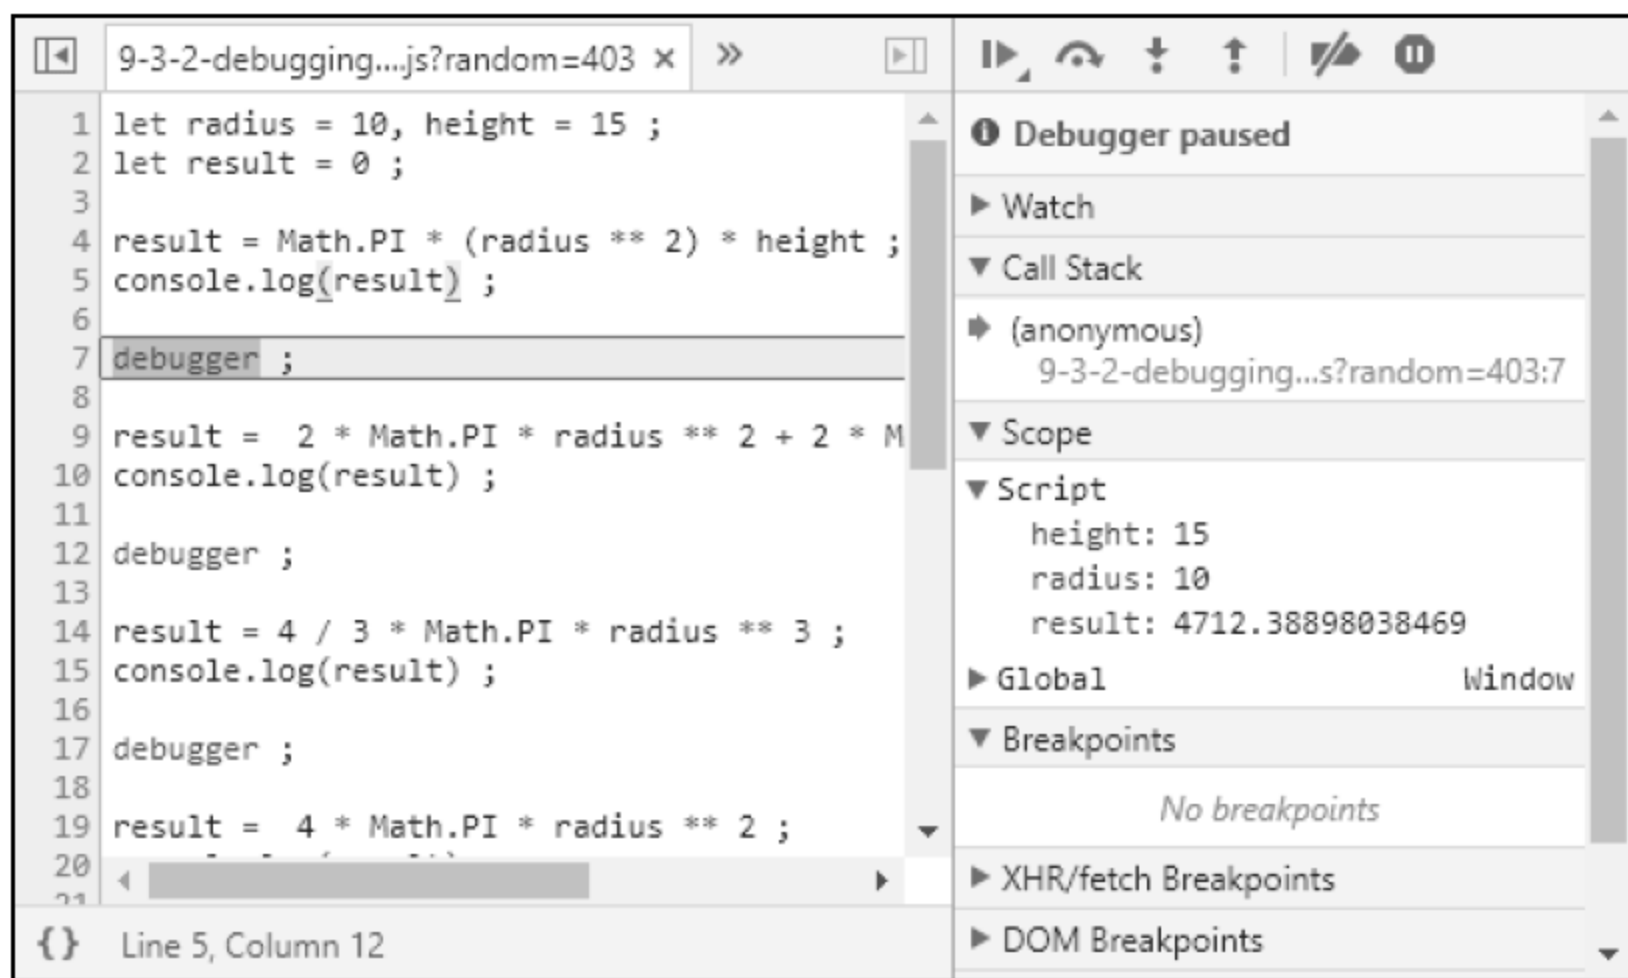 9-3-2-debugging....js?random=403 × »
1 let radius = 10, height = 15 ;
2 let result = 0 ;
3
4 result = Math.PI * (radius ** 2) * height ;
5 console.log(result) ;
6
7 debugger ;
8
9 result =  2 * Math.PI * radius ** 2 + 2 * M
10 console.log(result) ;
11
12 debugger ;
13
14 result = 4 / 3 * Math.PI * radius ** 3 ;
15 console.log(result) ;
16
17 debugger ;
18
19 result =  4 * Math.PI * radius ** 2 ;
20
21
{} Line 5, Column 12
Debugger paused
Watch
Call Stack
(anonymous)
9-3-2-debugging...s?random=403:7
Scope
Script
height: 15
radius: 10
result: 4712.38898038469
Global Window
Breakpoints
No breakpoints
XHR/fetch Breakpoints
DOM Breakpoints